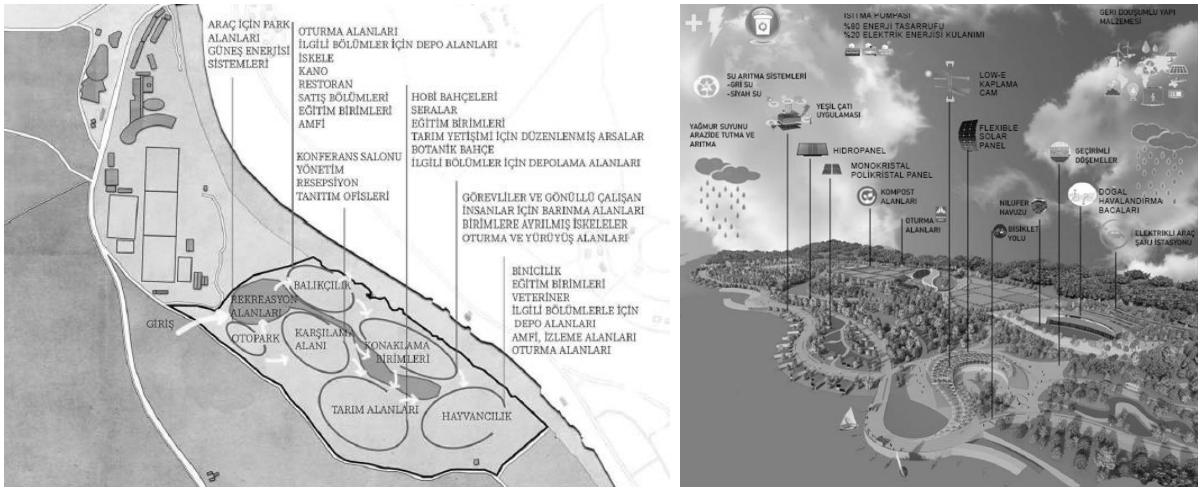 ARAÇ İÇİN PARK
ALANLARI
GÜNEŞ ENERJİSİ
SİSTEMLERİ
OTURMA ALANLARI
İLGİLİ BÖLÜMLER İÇİN DEPO ALANLARI
İSKELE
KANO
RESTORAN
SATIŞ BÖLÜMLERİ
EĞİTİM BİRİMLERİ
AMFİ
KONFERANS SALONU
YÖNETİM
RESEPSİYON
TANITIM OFİSLERİ
HOBİ BAHÇELERİ
SERALAR
EĞİTİM BİRİMLERİ
TARIM YETİŞİMİ İÇİN DÜZENLENMİŞ ARSALAR
BOTANİK BAHÇE
İLGİLİ BÖLÜMLER İÇİN DEPOLAMA ALANLARI
GÖREVLİLER VE GÖNÜLLÜ ÇALIŞAN
İNSANLAR İÇİN BARINMA ALANLARI
BİRİMLERE AYRILMIŞ İSKELELER
OTURMA VE YÜRÜYÜŞ ALANLARI
BİNİCİLİK
EĞİTİM BİRİMLERİ
VETERİNER
İLGİLİ BÖLÜMLERLE İÇİN
DEPO ALANLARI
AMFİ, İZLEME ALANLARI
OTURMA ALANLARI
GİRİŞ
REKREASYON
ALANLARI
OTOPARK
BALIKÇILIK
KARŞILAMA
ALANI
KONAKLAMA
BİRİMLERİ
TARIM ALANLARI
HAYVANCILIK
ISITMA POMPASI
%80 ENERJİ TASARRUFU
%20 ELEKTRİK ENERJİSİ KULANIMI
GERİ DÖÜŞÜMLÜ YAPI
MALZEMESİ
SU ARITMA SİSTEMLERİ
-GRİ SU
-SİYAH SU
YEŞİL ÇATI
UYGULAMASI
LOW-E
KAPLAMA
CAM
YAĞMUR SUYUNU
ARAZİDE TUTMA VE
ARITMA
HIDROPANEL
MONOKRISTAL
POLIKRISTAL PANEL
FLEXIBLE
SOLAR
PANEL
GEÇİRİMLİ
DÖŞEMELER
KOMPOST
ALANLARI
OTURMA
ALANLARI
NİLÜFER
HAVUZU
BİSİKLET
YOLU
DOĞAL
HAVALANDIRMA
BACALARI
ELEKTRİKLİ ARAÇ
ŞARJ İSTASYONU